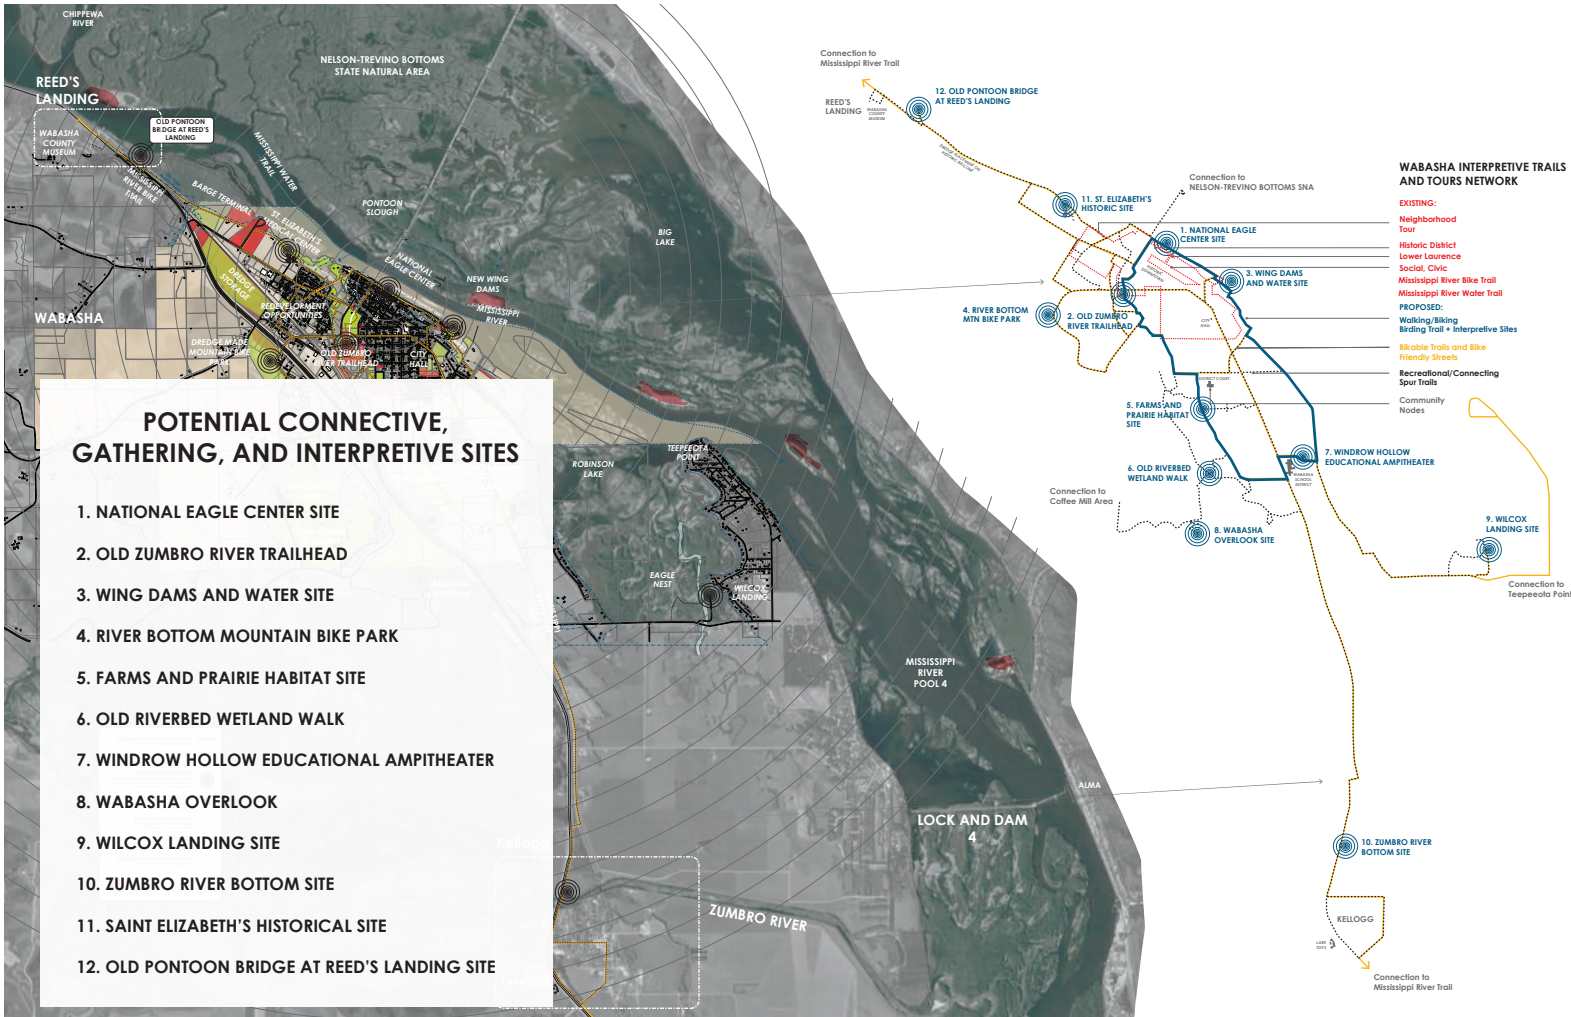 CHIPPEWA
RIVER
NELSON-TREVINO BOTTOMS
STATE NATURAL AREA
REED'S
LANDING
WABASHA
COUNTY
MUSEUM
OLD PONTOON
BRIDGE AT REED'S
LANDING
MISSISSIPPI
RIVER BIKE
TRAIL
MISSISSIPPI WATER
TRAIL
BARGE TERMINAL
ST. ELIZABETH'S
MEDICAL CENTER
PONTOON
SLOUGH
BIG
LAKE
NATIONAL
EAGLE CENTER
NEW WING
DAMS
MISSISSIPPI
RIVER
DREDGE
STORAGE
REDEVELOPMENT
OPPORTUNITIES
WABASHA
DREDGE MADE
MOUNTAIN BIKE
PARK
OLD ZUMBRO
RIVER TRAILHEAD
CITY
HALL
POTENTIAL CONNECTIVE,
GATHERING, AND INTERPRETIVE SITES
1. NATIONAL EAGLE CENTER SITE
2. OLD ZUMBRO RIVER TRAILHEAD
3. WING DAMS AND WATER SITE
4. RIVER BOTTOM MOUNTAIN BIKE PARK
5. FARMS AND PRAIRIE HABITAT SITE
6. OLD RIVERBED WETLAND WALK
7. WINDROW HOLLOW EDUCATIONAL AMPITHEATER
8. WABASHA OVERLOOK
9. WILCOX LANDING SITE
10. ZUMBRO RIVER BOTTOM SITE
11. SAINT ELIZABETH'S HISTORICAL SITE
12. OLD PONTOON BRIDGE AT REED'S LANDING SITE
TEEPEEOTA
POINT
ROBINSON
LAKE
EAGLE
NEST
WILCOX
LANDING
MISSISSIPPI
RIVER
POOL 4
ALMA
LOCK AND DAM
4
Kellogg
ZUMBRO RIVER
Connection to
Mississippi River Trail
REED'S
LANDING
WABASHA
COUNTY
MUSEUM
12. OLD PONTOON BRIDGE
AT REED'S LANDING
Connection to
NELSON-TREVINO BOTTOMS SNA
11. ST. ELIZABETH'S
HISTORIC SITE
1. NATIONAL EAGLE
CENTER SITE
3. WING DAMS
AND WATER SITE
4. RIVER BOTTOM
MTN BIKE PARK
2. OLD ZUMBRO
RIVER TRAILHEAD
CITY
HALL
DISTRICT COURT
5. FARMS AND
PRAIRIE HABITAT
SITE
6. OLD RIVERBED
WETLAND WALK
7. WINDROW HOLLOW
EDUCATIONAL AMPITHEATER
WABASHA
SCHOOL
DISTRICT
Connection to
Coffee Mill Area
8. WABASHA
OVERLOOK SITE
9. WILCOX
LANDING SITE
Connection to
Teepeeota Point
10. ZUMBRO RIVER
BOTTOM SITE
KELLOGG
LARK
TOYS
Connection to
Mississippi River Trail
WABASHA INTERPRETIVE TRAILS
AND TOURS NETWORK
EXISTING:
Neighborhood
Tour
Historic District
Lower Laurence
Social, Civic
Mississippi River Bike Trail
Mississippi River Water Trail
PROPOSED:
Walking/Biking
Birding Trail + Interpretive Sites
Bikable Trails and Bike
Friendly Streets
Recreational/Connecting
Spur Trails
Community
Nodes